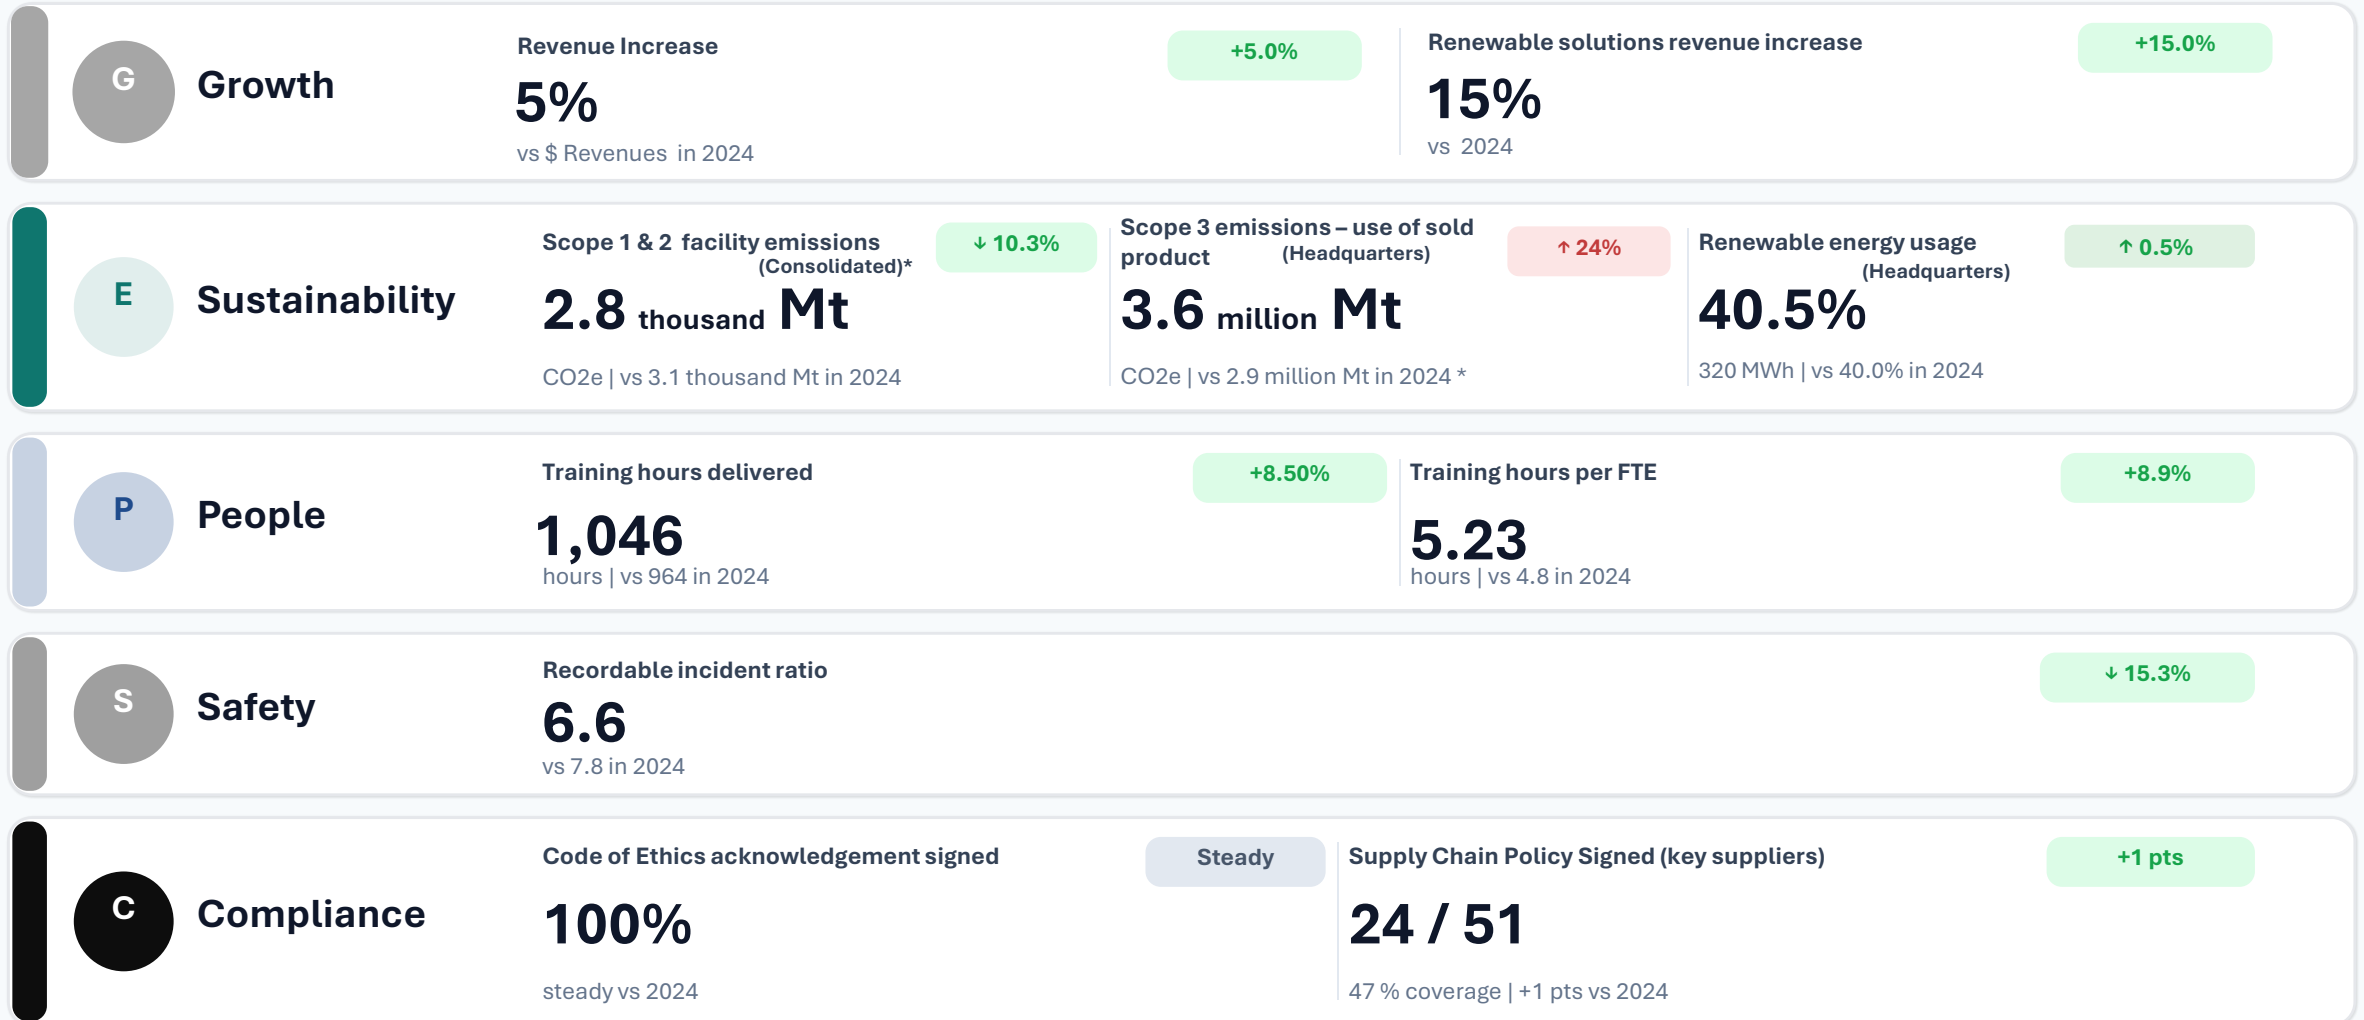 G
Growth
Revenue Increase
+5.0%
5%
vs $ Revenues in 2024
Renewable solutions revenue increase
+15.0%
15%
vs 2024
E
Sustainability
Scope 1 & 2 facility emissions
(Consolidated)*
↓ 10.3%
2.8 thousand Mt
CO2e | vs 3.1 thousand Mt in 2024
Scope 3 emissions – use of sold
product (Headquarters)
↑ 24%
3.6 million Mt
CO2e | vs 2.9 million Mt in 2024 *
Renewable energy usage
(Headquarters)
↑ 0.5%
40.5%
320 MWh | vs 40.0% in 2024
P
People
Training hours delivered
+8.50%
1,046
hours | vs 964 in 2024
Training hours per FTE
+8.9%
5.23
hours | vs 4.8 in 2024
S
Safety
Recordable incident ratio
↓ 15.3%
6.6
vs 7.8 in 2024
C
Compliance
Code of Ethics acknowledgement signed
Steady
100%
steady vs 2024
Supply Chain Policy Signed (key suppliers)
+1 pts
24 / 51
47 % coverage | +1 pts vs 2024